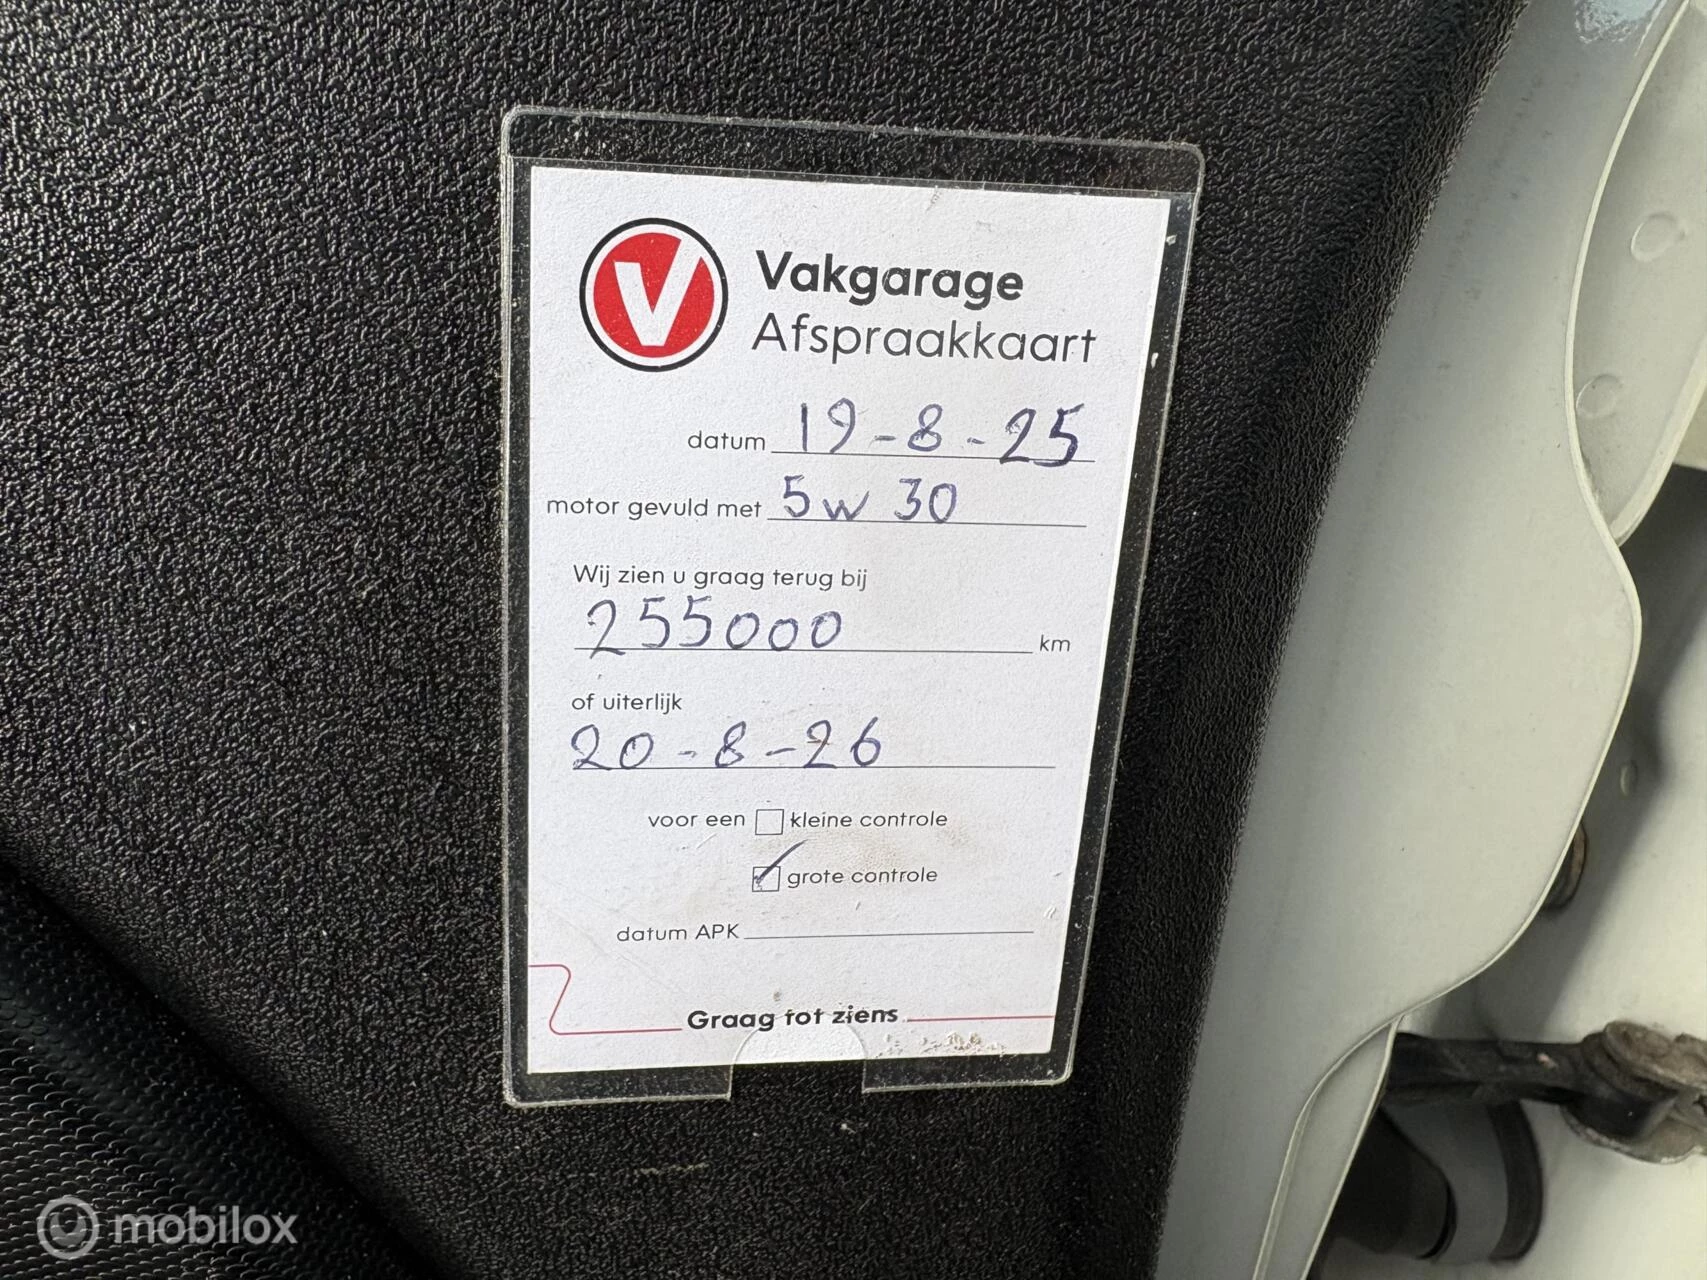 V
Vakgarage
Afspraakkaart
datum 19-8-25
motor gevuld met 5w 30
Wij zien u graag terug bij
255000 km
of uiterlijk
20-8-26
voor een kleine controle
grote controle
datum APK
Graag tot ziens
mobilox